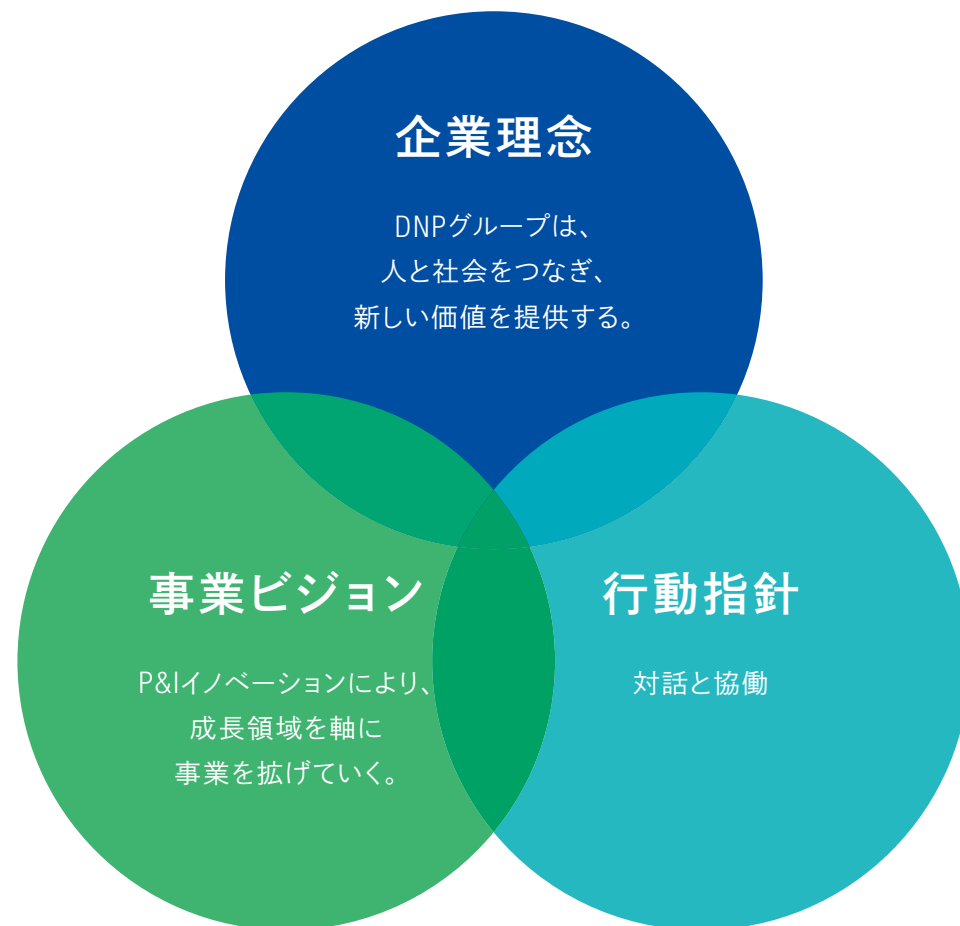 企業理念
DNPグループは、
人と社会をつなぎ、
新しい価値を提供する。
事業ビジョン
P&Iイノベーションにより、
成長領域を軸に
事業を拡げていく。
行動指針
対話と協働